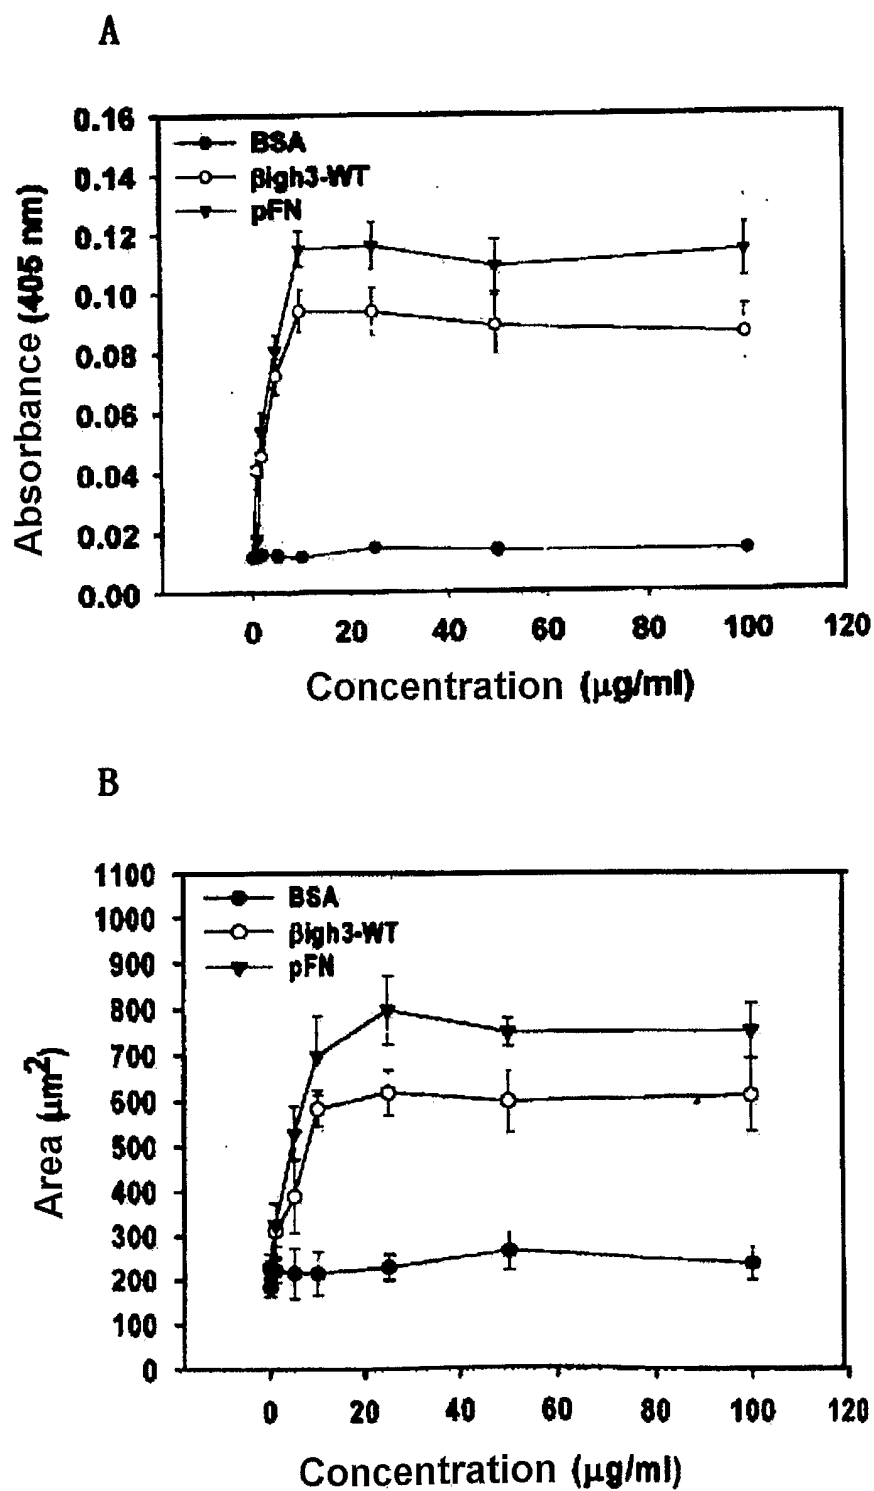 A
0.16
0.14
0.12
0.10
0.08
0.06
0.04
0.02
0.00
Absorbance (405 nm)
BSA
βigh3-WT
pFN
0 20 40 60 80 100 120
Concentration (μg/ml)
B
1100
1000
900
800
700
600
500
400
300
200
100
0
Area (μm²)
BSA
βigh3-WT
pFN
0 20 40 60 80 100 120
Concentration (μg/ml)